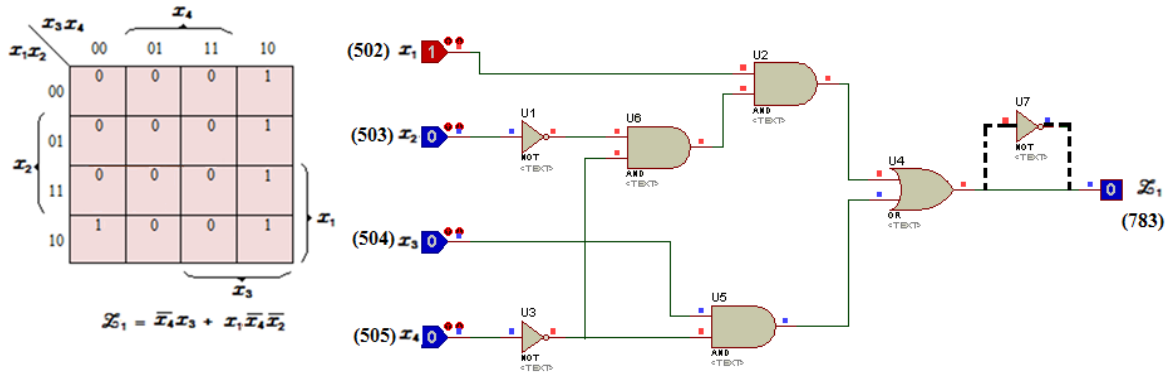 x₃x₄
x₄
x₁x₂
00 01 11 10
00 0 0 0 1
01 0 0 0 1
x₂
11 0 0 0 1
x₁
10 1 0 0 1
x₃
𝒵₁ = x̅₄x₃ + x₁x̅₄x̅₂
(502) x₁ 1
(503) x₂ 0
(504) x₃ 0
(505) x₄ 0
U1
NOT
<TEXT>
U6
AND
<TEXT>
U2
AND
<TEXT>
U3
NOT
<TEXT>
U5
AND
<TEXT>
U4
OR
<TEXT>
U7
NOT
<TEXT>
0 𝒵₁
(783)